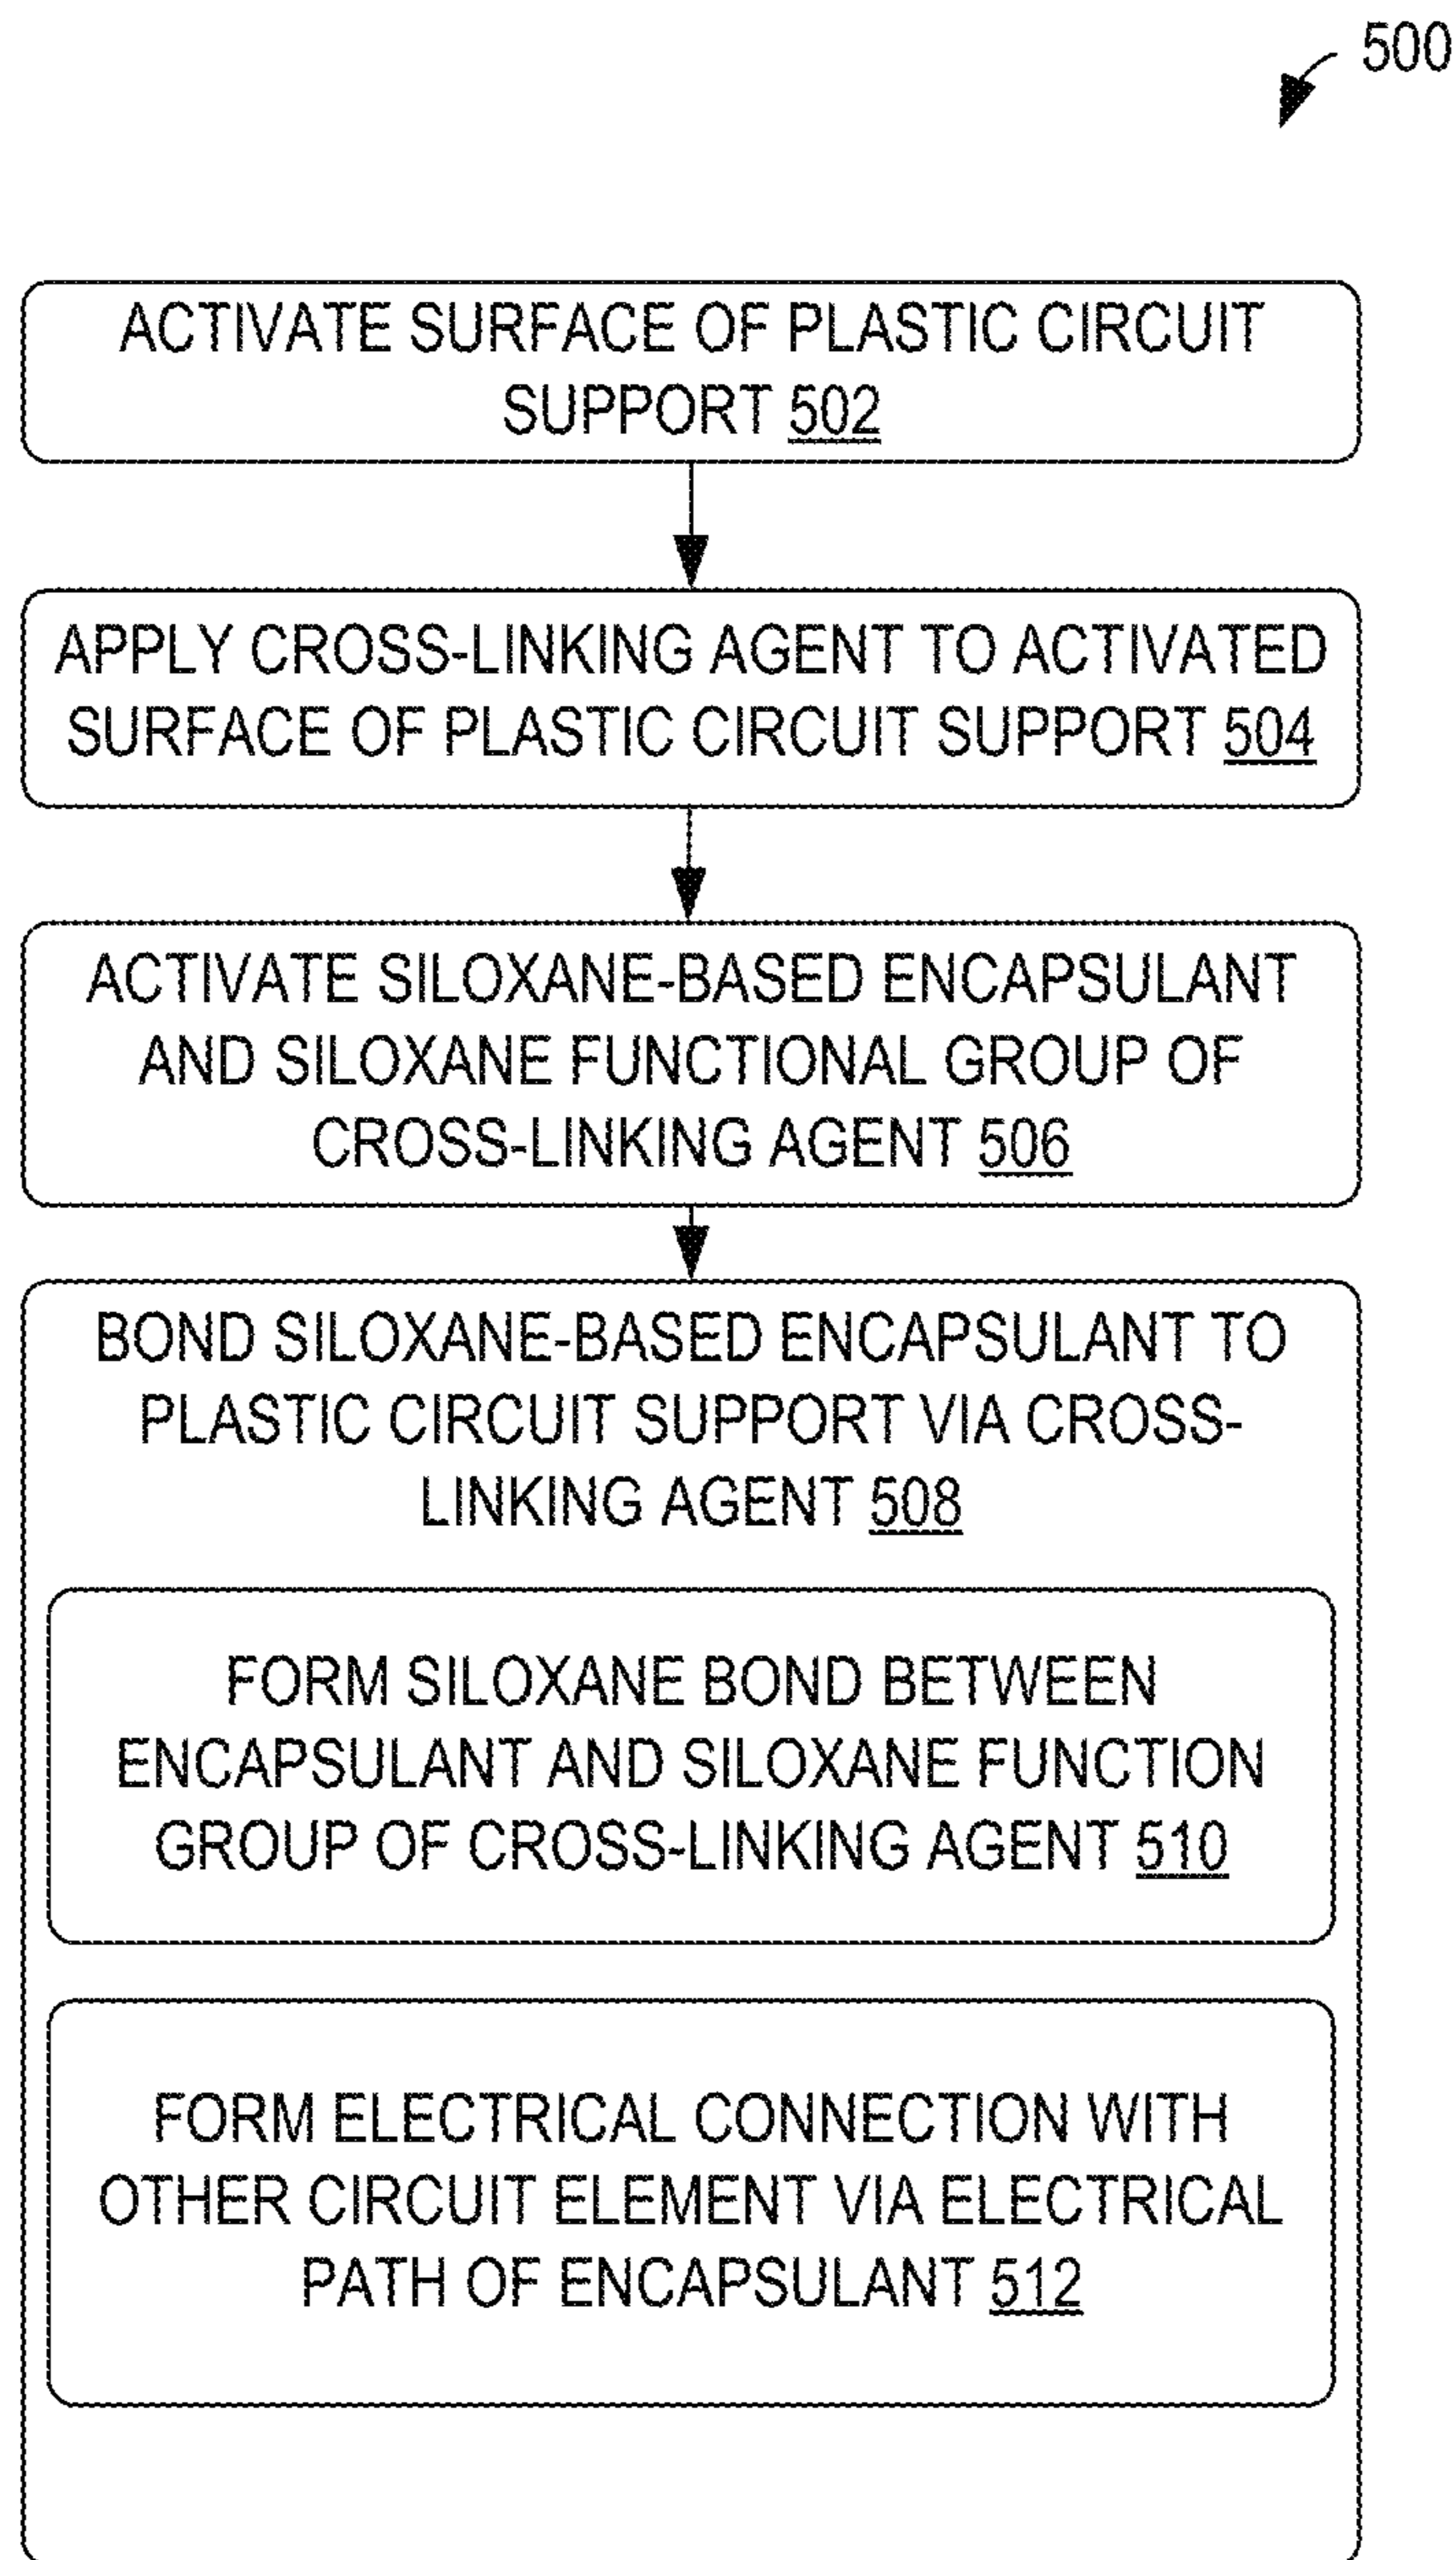 500
ACTIVATE SURFACE OF PLASTIC CIRCUIT
SUPPORT 502
APPLY CROSS-LINKING AGENT TO ACTIVATED
SURFACE OF PLASTIC CIRCUIT SUPPORT 504
ACTIVATE SILOXANE-BASED ENCAPSULANT
AND SILOXANE FUNCTIONAL GROUP OF
CROSS-LINKING AGENT 506
BOND SILOXANE-BASED ENCAPSULANT TO
PLASTIC CIRCUIT SUPPORT VIA CROSS-
LINKING AGENT 508
FORM SILOXANE BOND BETWEEN
ENCAPSULANT AND SILOXANE FUNCTION
GROUP OF CROSS-LINKING AGENT 510
FORM ELECTRICAL CONNECTION WITH
OTHER CIRCUIT ELEMENT VIA ELECTRICAL
PATH OF ENCAPSULANT 512